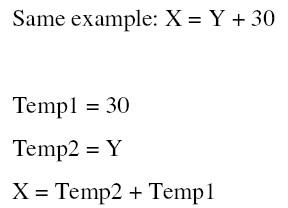 Same example: X = Y + 30
Temp1 = 30
Temp2 = Y
X = Temp2 + Temp1